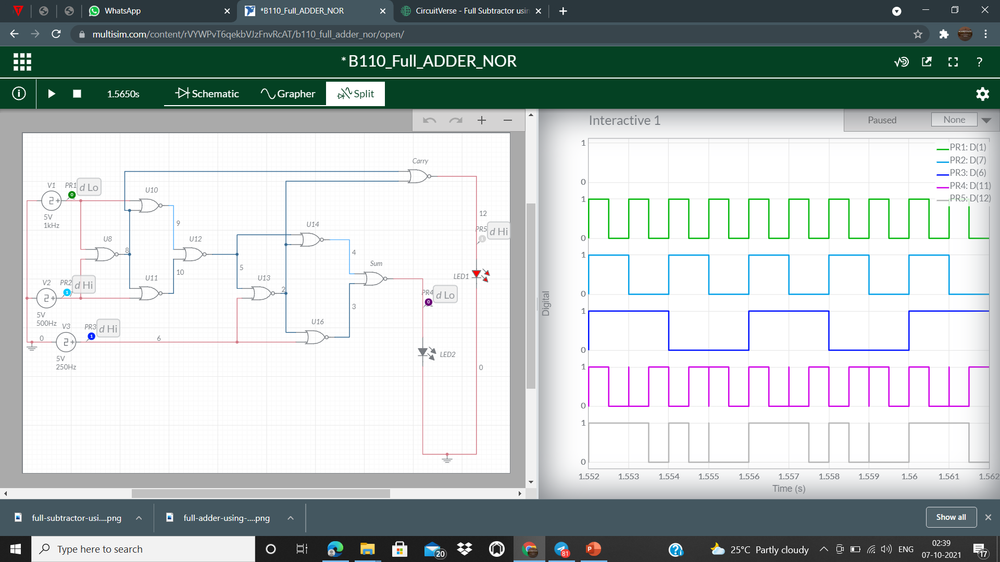 WhatsApp
*B110_Full_ADDER_NOR
CircuitVerse - Full Subtractor usin
multisim.com/content/rVYWPvT6qekbVJzFnvRcAT/b110_full_adder_nor/open/
*B110_Full_ADDER_NOR
?
1.5650s
Schematic
Grapher
Split
Interactive 1
Paused
None
Carry
V1
PR1
d Lo
0
5V
1kHz
U10
9
U8
8
U12
U14
12
PR5
d Hi
1
4
5
10
U11
U13
2
Sum
LED1
V2
PR2
d Hi
1
5V
500Hz
PR4
d Lo
0
3
U16
V3
PR3
d Hi
1
0
6
5V
250Hz
LED2
0
PR1: D(1)
PR2: D(7)
PR3: D(6)
PR4: D(11)
PR5: D(12)
1
0
1
0
1
0
1
0
1
0
1
0
Digital
1.552 1.553 1.554 1.555 1.556 1.557 1.558 1.559 1.56 1.561 1.562
Time (s)
full-subtractor-usi....png
full-adder-using-....png
Show all
Type here to search
20
81
25°C Partly cloudy
ENG
02:39
07-10-2021
17